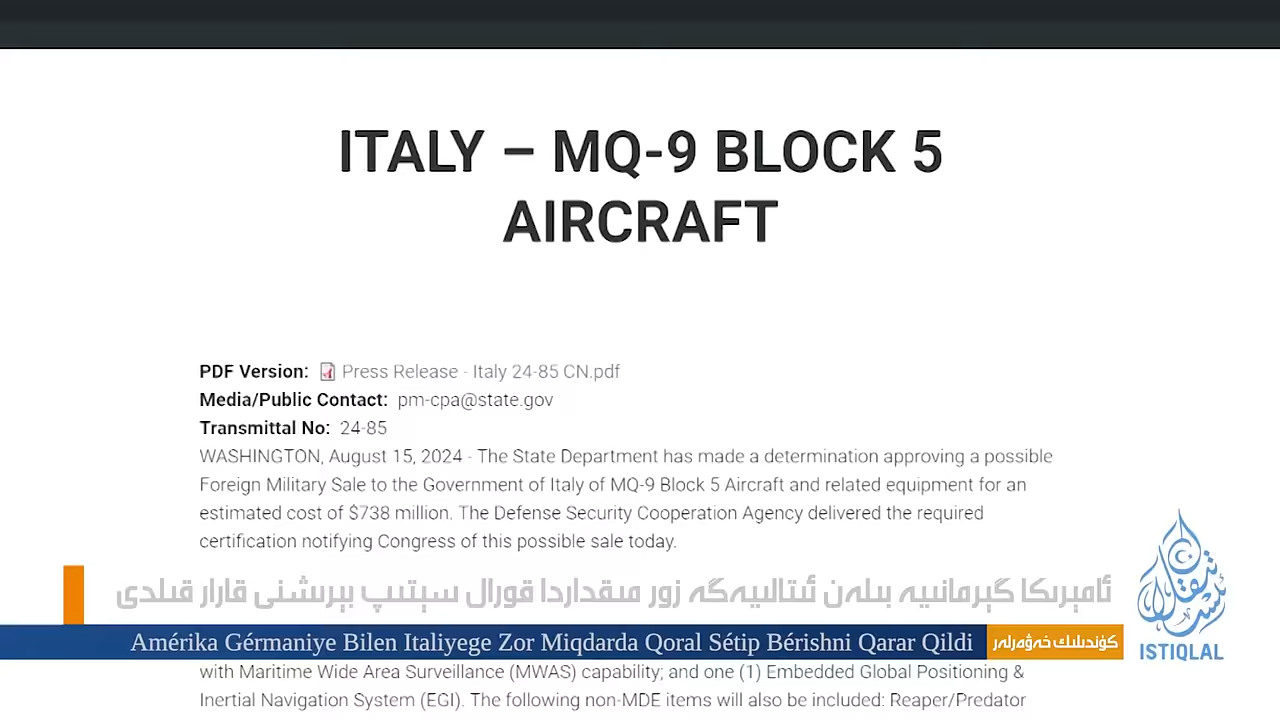 ITALY – MQ-9 BLOCK 5
AIRCRAFT
PDF Version: Press Release - Italy 24-85 CN.pdf
Media/Public Contact: pm-cpa@state.gov
Transmittal No: 24-85
WASHINGTON, August 15, 2024 - The State Department has made a determination approving a possible
Foreign Military Sale to the Government of Italy of MQ-9 Block 5 Aircraft and related equipment for an
estimated cost of $738 million. The Defense Security Cooperation Agency delivered the required
certification notifying Congress of this possible sale today.
ئامېرىكا گېرمانىيە بىلەن ئىتالىيەگە زور مىقداردا قورال سېتىپ بېرىشنى قارار قىلدى
Amérika Gérmaniye Bilen Italiyege Zor Miqdarda Qoral Sétip Bérishni Qarar Qildi
كۈندىلىك خەۋەرلەر
ISTIQLAL
with Maritime Wide Area Surveillance (MWAS) capability; and one (1) Embedded Global Positioning &
Inertial Navigation System (EGI). The following non-MDE items will also be included: Reaper/Predator